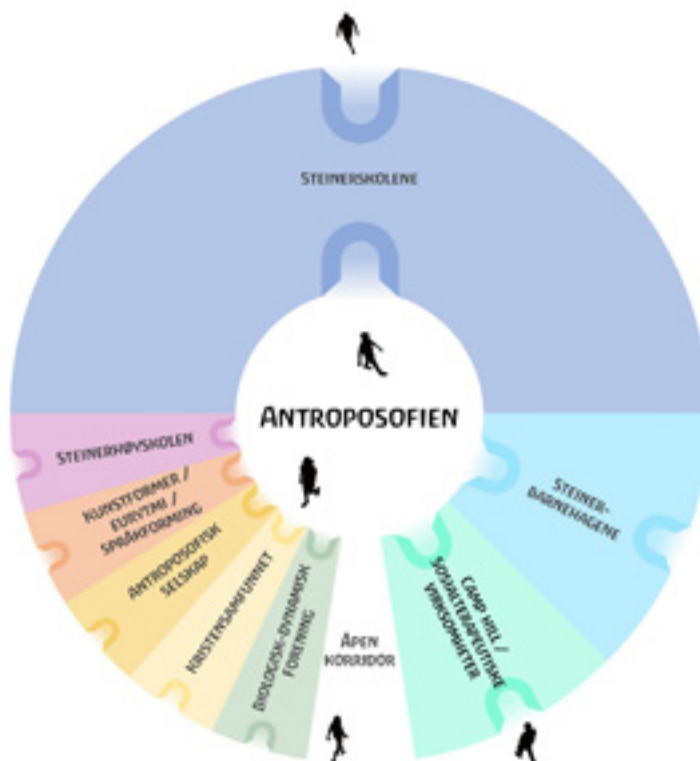 STEINERSKOLENE
ANTROPOSOFIEN
STEINERHØYSKOLEN
KUNSTFORMER /
EURYTMI /
SPRÅKFORMING
ANTROPOSOFISK
SELSKAP
KRISTENSAMFUNNET
BIOLOGISK-DYNAMISK
FORENING
ÅPEN
KORRIDOR
CAMP HILL /
SOSIALTERAPEUTISKE
VIRKSOMHETER
STEINER-
BARNEHAGENE